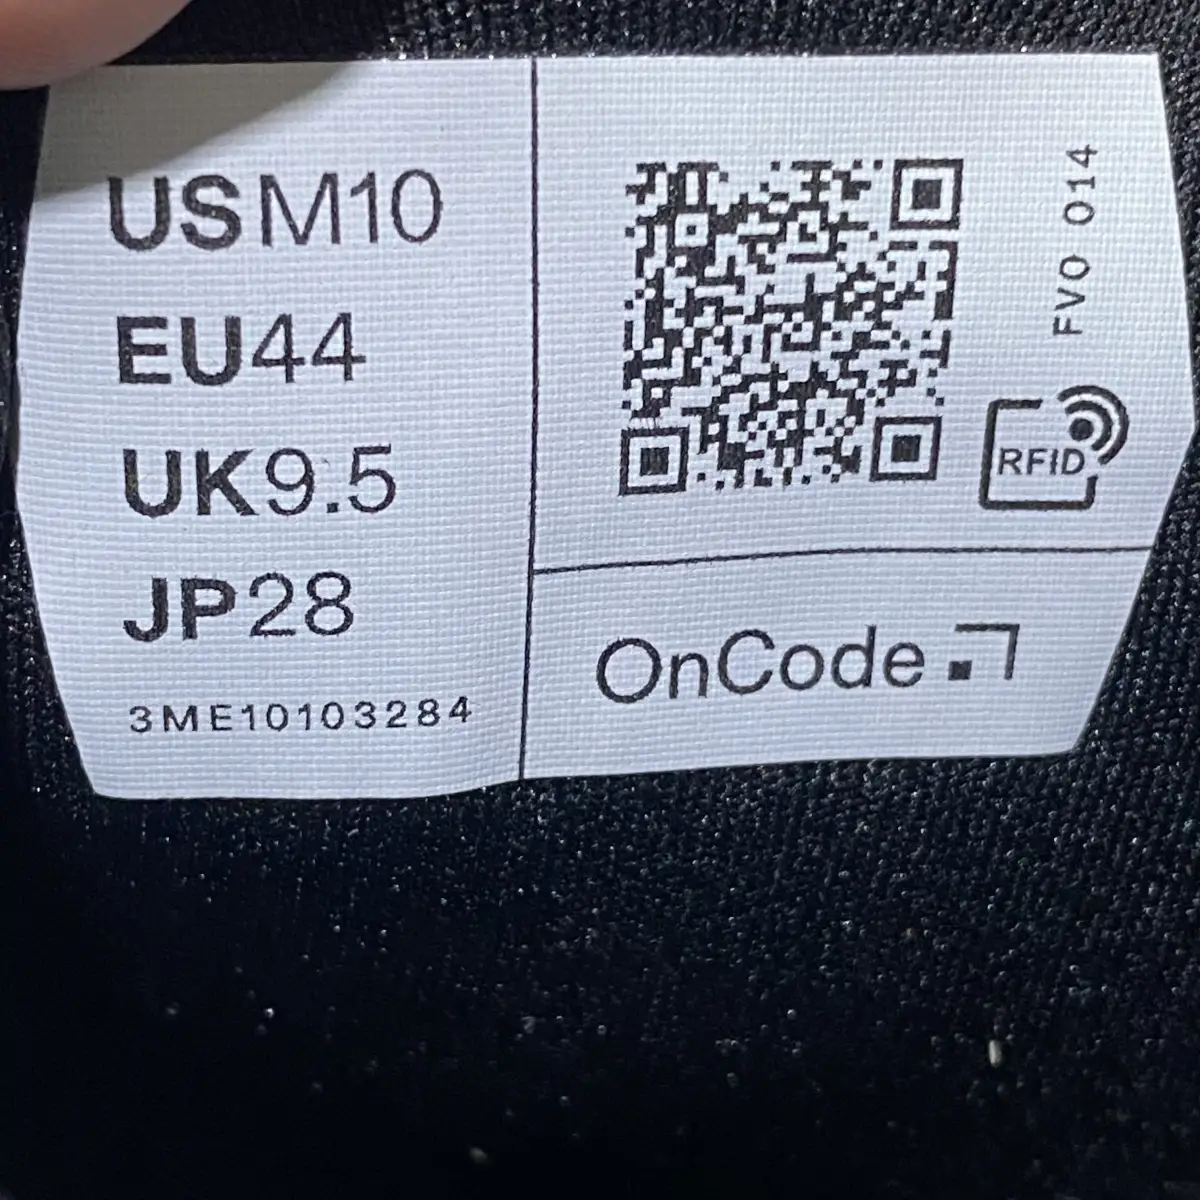 USM10
EU44
UK9.5
JP28
3ME10103284
FVO 014
RFID
OnCode